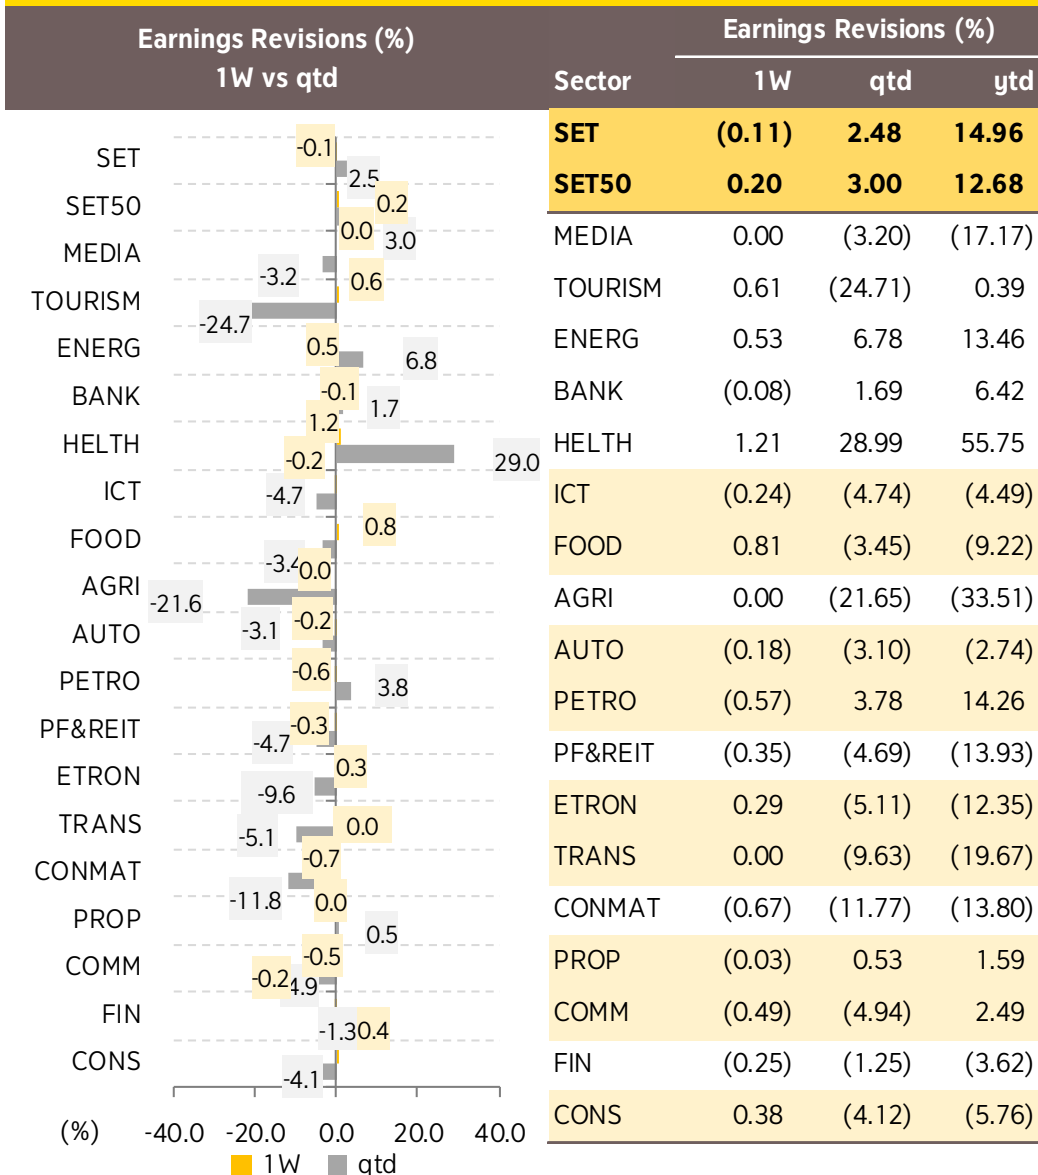 Earnings Revisions (%)
1W vs qtd
SET
-0.1
2.5
SET50
0.2
3.0
MEDIA
0.0
-3.2
TOURISM
0.6
-24.7
ENERG
0.5
6.8
BANK
-0.1
1.7
HELTH
1.2
29.0
ICT
-0.2
-4.7
FOOD
0.8
-3.4
AGRI
0.0
-21.6
AUTO
-0.2
-3.1
PETRO
-0.6
3.8
PF&REIT
-0.3
-4.7
ETRON
0.3
-9.6
TRANS
0.0
-5.1
CONMAT
-0.7
-11.8
PROP
0.0
0.5
COMM
-0.5
4.9
FIN
-0.2
-1.3
CONS
0.4
-4.1
(%) -40.0 -20.0 0.0 20.0 40.0
1W qtd
Earnings Revisions (%)
Sector 1W qtd ytd
SET (0.11) 2.48 14.96
SET50 0.20 3.00 12.68
MEDIA 0.00 (3.20) (17.17)
TOURISM 0.61 (24.71) 0.39
ENERG 0.53 6.78 13.46
BANK (0.08) 1.69 6.42
HELTH 1.21 28.99 55.75
ICT (0.24) (4.74) (4.49)
FOOD 0.81 (3.45) (9.22)
AGRI 0.00 (21.65) (33.51)
AUTO (0.18) (3.10) (2.74)
PETRO (0.57) 3.78 14.26
PF&REIT (0.35) (4.69) (13.93)
ETRON 0.29 (5.11) (12.35)
TRANS 0.00 (9.63) (19.67)
CONMAT (0.67) (11.77) (13.80)
PROP (0.03) 0.53 1.59
COMM (0.49) (4.94) 2.49
FIN (0.25) (1.25) (3.62)
CONS 0.38 (4.12) (5.76)